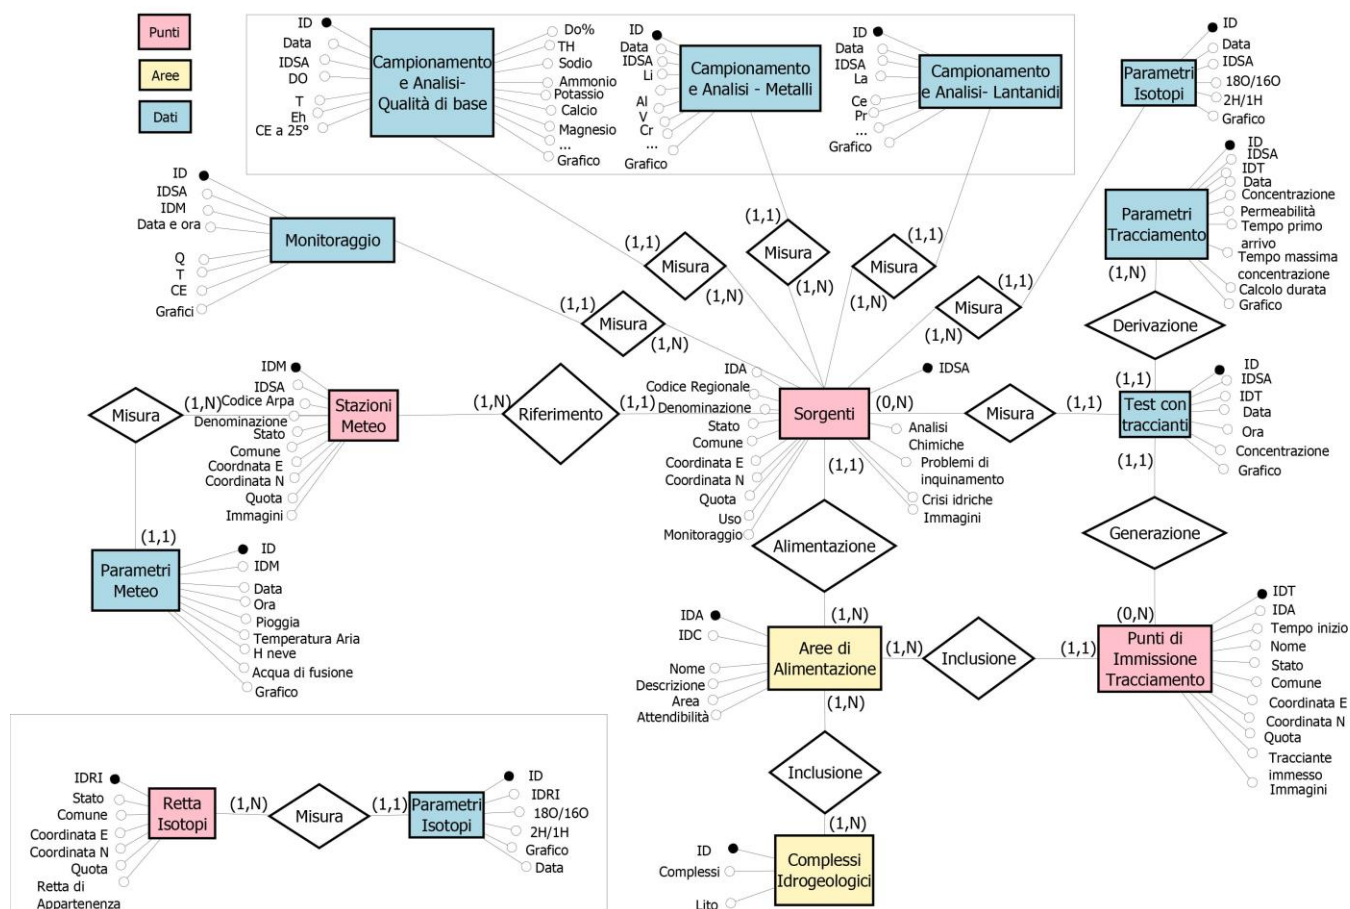 Punti
Aree
Dati
ID
Data
IDSA
DO
T
Eh
CE a 25°
Campionamento
e Analisi-
Qualità di base
Do%
TH
Sodio
Ammonio
Potassio
Calcio
Magnesio
...
Grafico
ID
Data
IDSA
Li
Al
V
Cr
...
Grafico
Campionamento
e Analisi - Metalli
ID
Data
IDSA
La
Ce
Pr
...
Grafico
Campionamento
e Analisi- Lantanidi
Parametri
Isotopi
ID
Data
IDSA
18O/16O
2H/1H
Grafico
ID
IDSA
IDM
Data e ora
Q
T
CE
Grafici
Monitoraggio
(1,1)
Misura
(1,N)
(1,1)
Misura
(1,N)
(1,1)
Misura
(1,N)
(1,1)
Misura
(1,N)
(1,1)
Misura
(1,N)
Parametri
Tracciamento
ID
IDSA
IDT
Data
Concentrazione
Permeabilità
Tempo primo
arrivo
Tempo massima
concentrazione
Calcolo durata
Grafico
(1,N)
Derivazione
(1,1)
Misura
(1,N)
IDM
IDSA
Codice Arpa
Denominazione
Stato
Comune
Coordnata E
Coordinata N
Quota
Immagini
Stazioni
Meteo
(1,N)
Riferimento
(1,1)
IDA
Codice Regionale
Denominazione
Stato
Comune
Coordinata E
Coordinata N
Quota
Uso
Monitoraggio
Sorgenti
IDSA
(0,N)
Analisi
Chimiche
Problemi di
inquinamento
Crisi idriche
Immagini
(1,1)
Misura
(1,1)
Test con
traccianti
ID
IDSA
IDT
Data
Ora
Concentrazione
Grafico
(1,1)
Generazione
(0,N)
(1,1)
Parametri
Meteo
ID
IDM
Data
Ora
Pioggia
Temperatura Aria
H neve
Acqua di fusione
Grafico
Alimentazione
(1,N)
IDA
IDC
Nome
Descrizione
Area
Attendibilità
Aree di
Alimentazione
(1,N)
Inclusione
(1,1)
Punti di
Immissione
Tracciamento
IDT
IDA
Tempo inizio
Nome
Stato
Comune
Coordinata E
Coordinata N
Quota
Tracciante
immesso
Immagini
(1,N)
Inclusione
(1,N)
ID
Complessi
Lito
Complessi
Idrogeologici
IDRI
Stato
Comune
Coordinata E
Coordinata N
Quota
Retta di
Appartenenza
Retta
Isotopi
(1,N)
Misura
(1,1)
Parametri
Isotopi
ID
IDRI
18O/16O
2H/1H
Grafico
Data